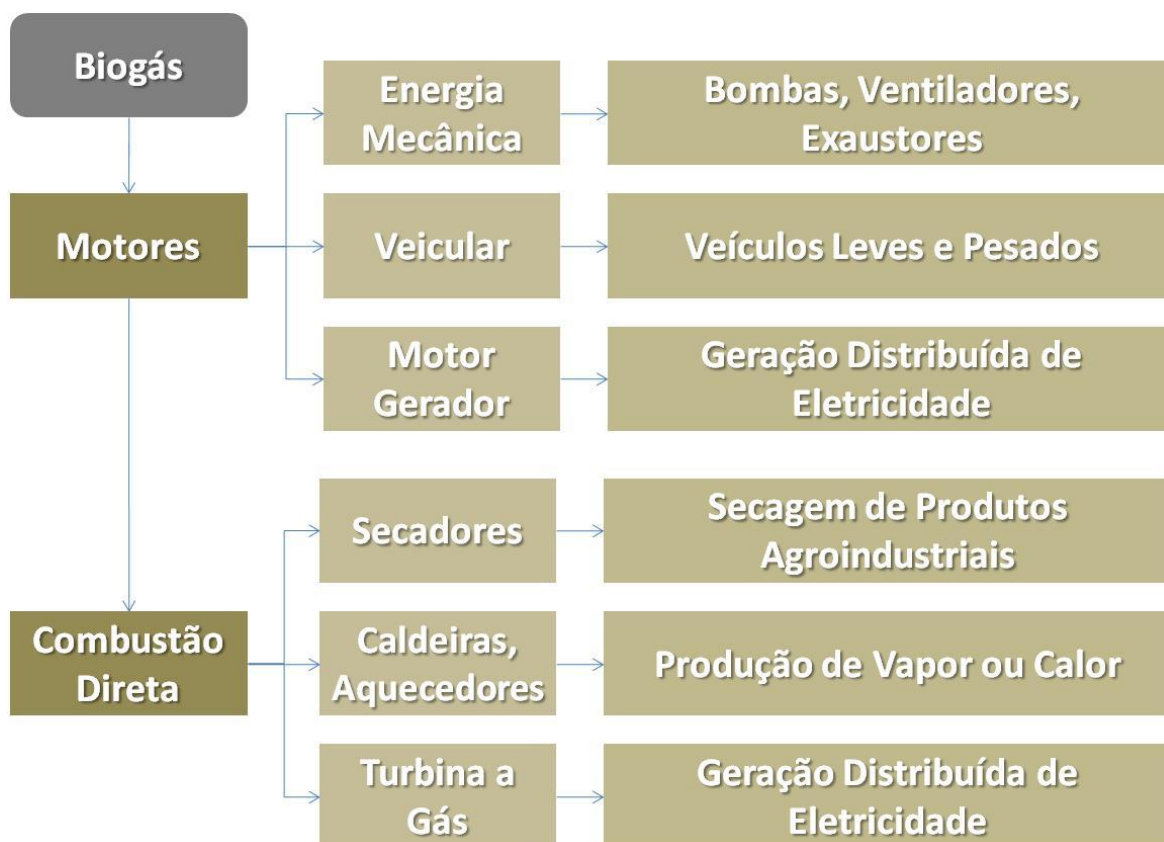 Biogás
Energia
Mecânica
Bombas, Ventiladores,
Exaustores
Motores
Veicular
Veículos Leves e Pesados
Motor
Gerador
Geração Distribuída de
Eletricidade
Secadores
Secagem de Produtos
Agroindustriais
Combustão
Direta
Caldeiras,
Aquecedores
Produção de Vapor ou Calor
Turbina a
Gás
Geração Distribuída de
Eletricidade